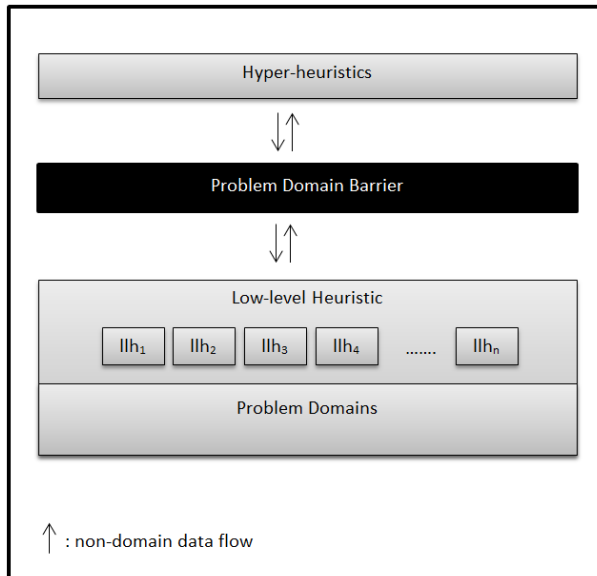 Hyper-heuristics
Problem Domain Barrier
Low-level Heuristic
llh₁ llh₂ llh₃ llh₄ ....... llhₙ
Problem Domains
: non-domain data flow